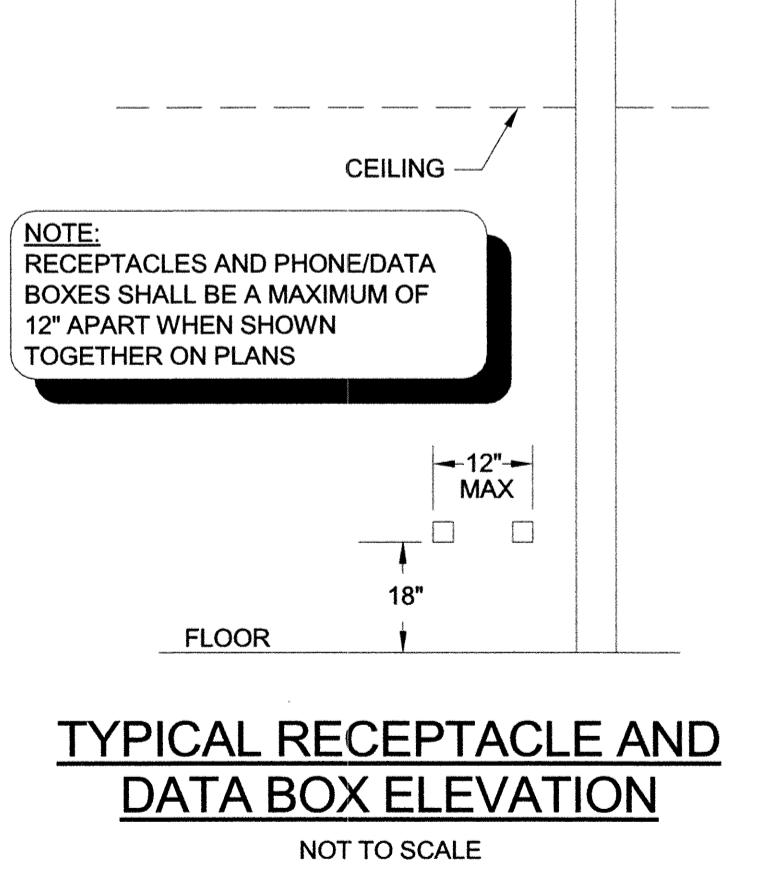 CEILING
NOTE:
RECEPTACLES AND PHONE/DATA
BOXES SHALL BE A MAXIMUM OF
12" APART WHEN SHOWN
TOGETHER ON PLANS
12"
MAX
18"
FLOOR
TYPICAL RECEPTACLE AND
DATA BOX ELEVATION
NOT TO SCALE